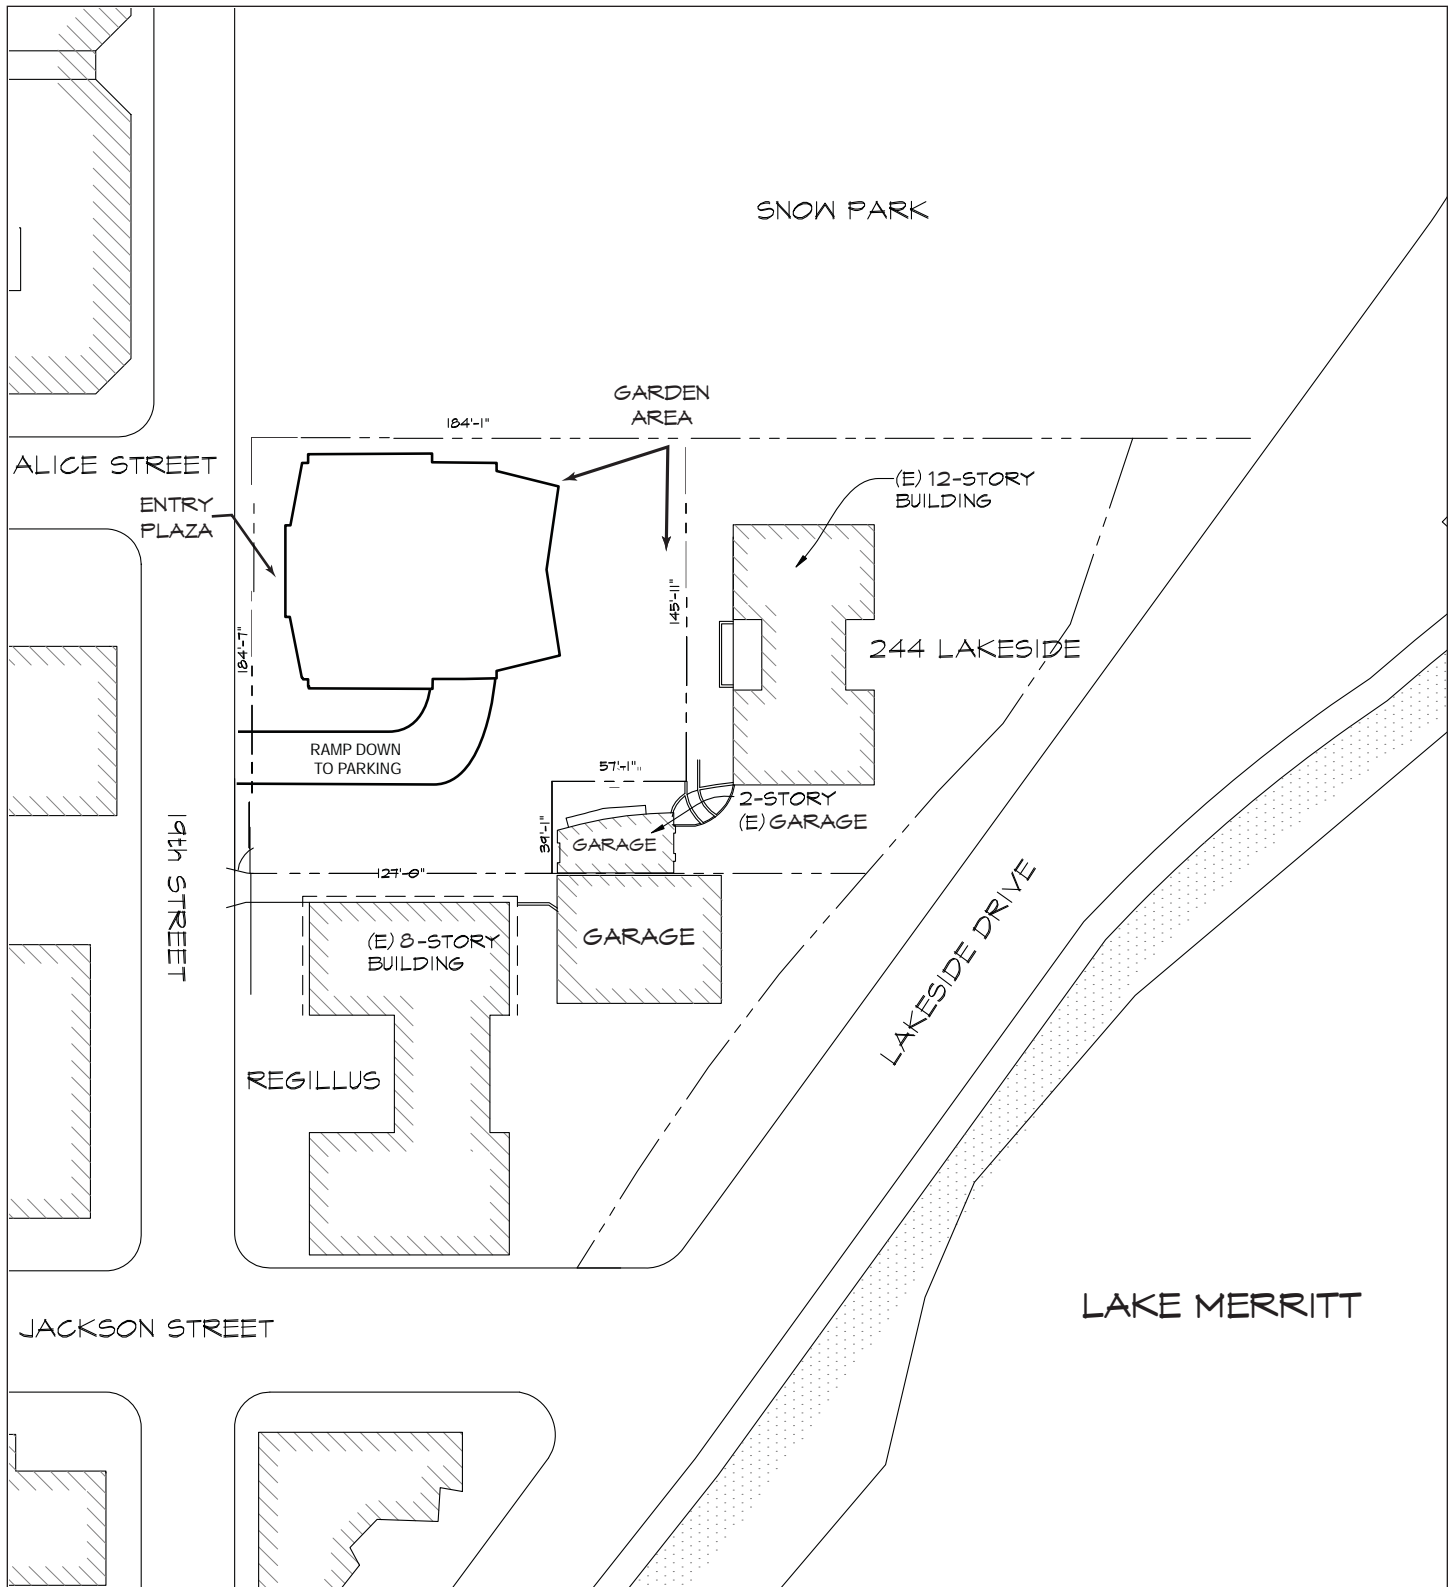 SNOW PARK
GARDEN
AREA
184'-1"
ALICE STREET
ENTRY
PLAZA
(E) 12-STORY
BUILDING
145'-11"
184'-7"
244 LAKESIDE
RAMP DOWN
TO PARKING
57'-1"
2-STORY
(E) GARAGE
39'-1"
GARAGE
19th STREET
127'-0"
(E) 8-STORY
BUILDING
GARAGE
LAKESIDE DRIVE
REGILLUS
LAKE MERRITT
JACKSON STREET